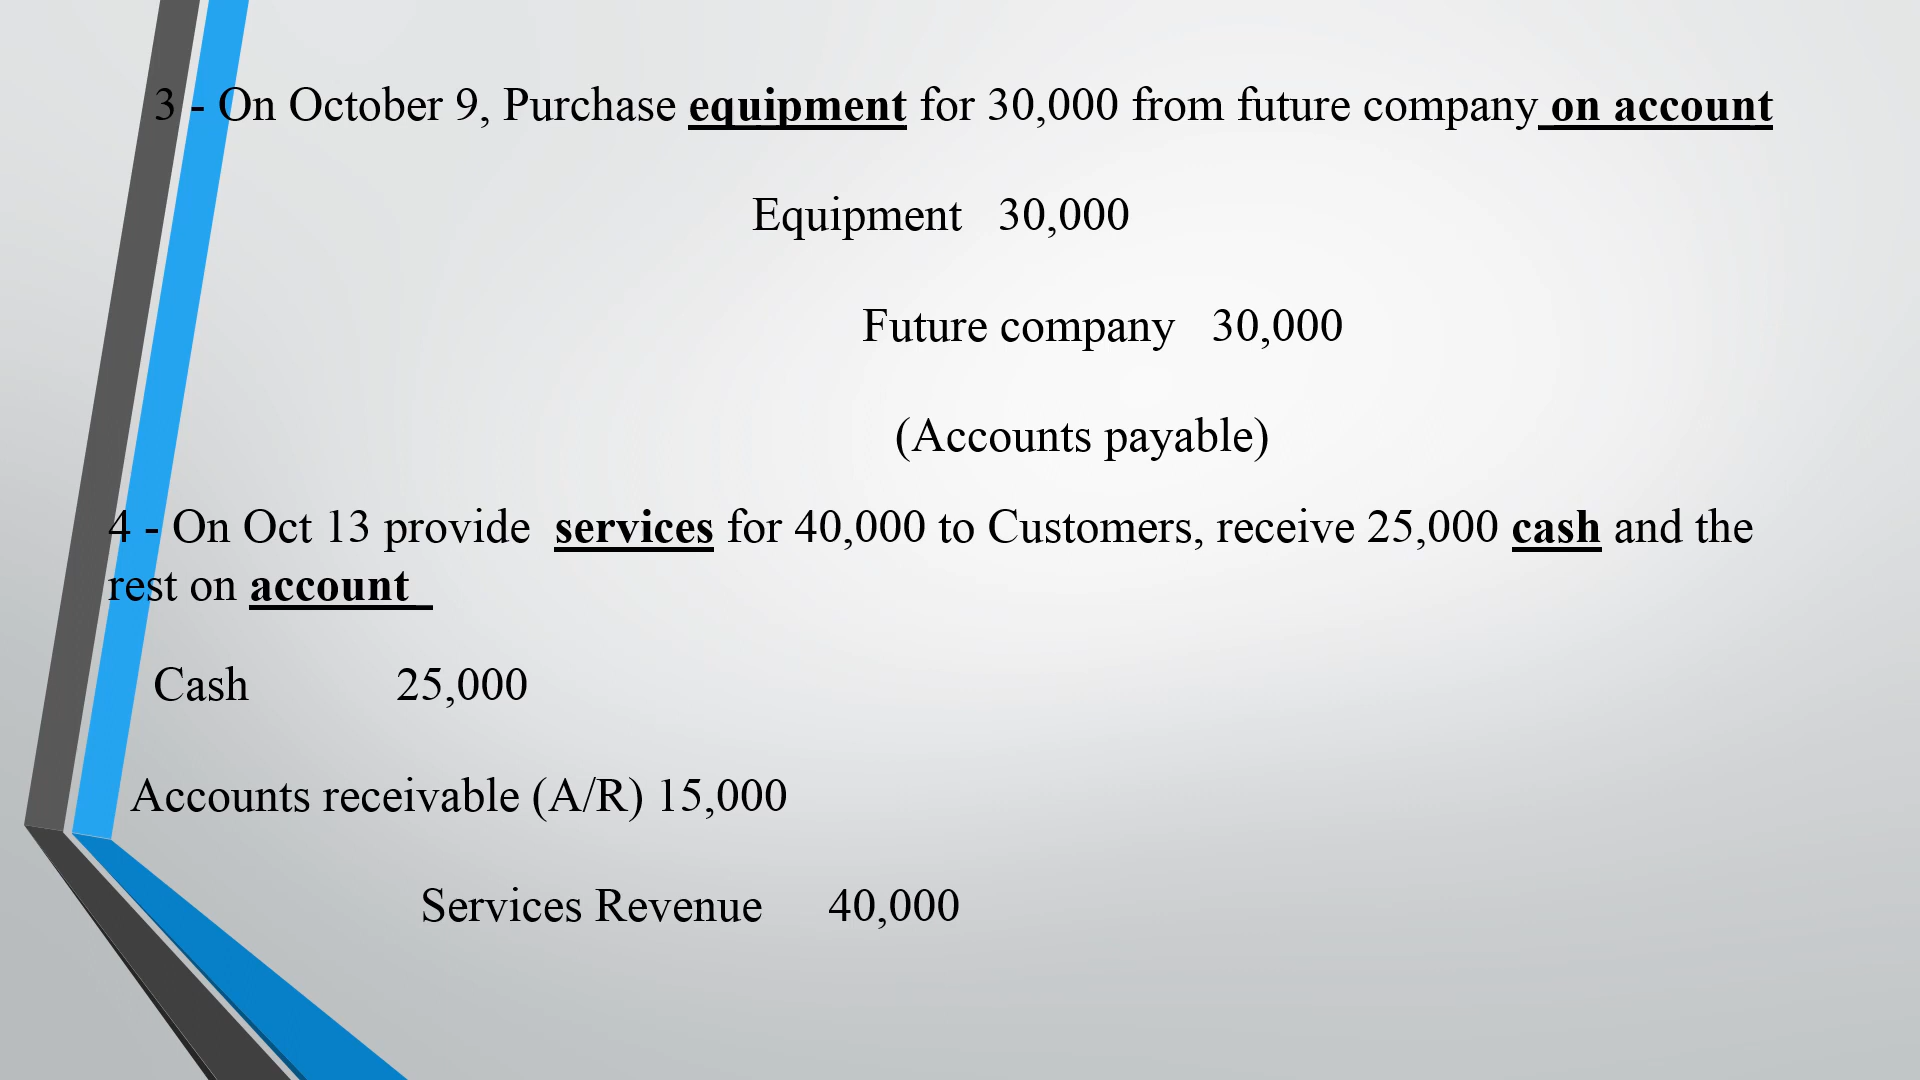 3 - On October 9, Purchase equipment for 30,000 from future company on account
Equipment 30,000
Future company 30,000
(Accounts payable)
4 - On Oct 13 provide services for 40,000 to Customers, receive 25,000 cash and the
rest on account
Cash 25,000
Accounts receivable (A/R) 15,000
Services Revenue 40,000